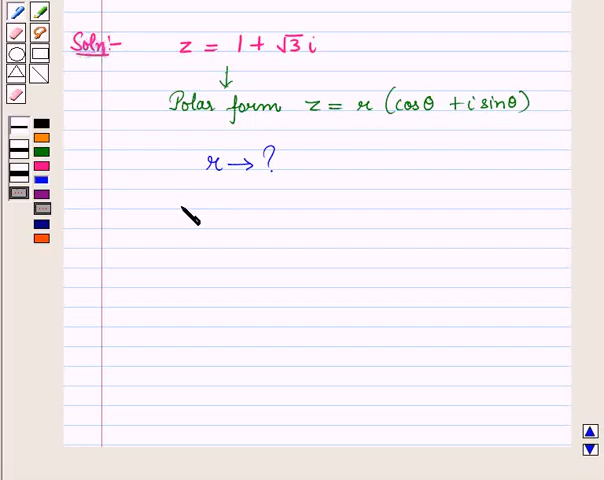 Soln:- z = 1 + √3 i
↓
Polar form z = r (cosθ + i sinθ)
r → ?